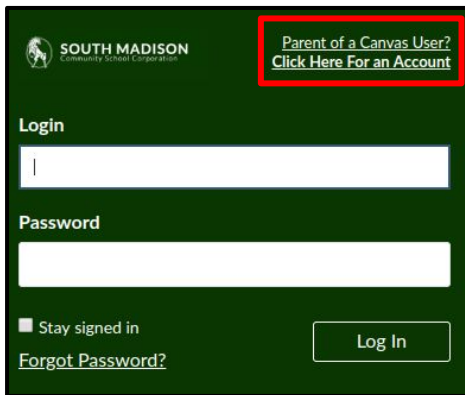 SOUTH MADISON
Community School Corporation
Parent of a Canvas User?
Click Here For an Account
Login
Password
Stay signed in
Log In
Forgot Password?